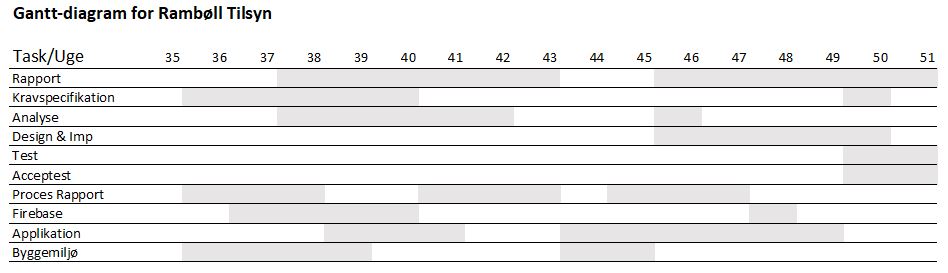 Gantt-diagram for Rambøll Tilsyn
Task/Uge 35 36 37 38 39 40 41 42 43 44 45 46 47 48 49 50 51
Rapport
Kravspecifikation
Analyse
Design & Imp
Test
Acceptest
Proces Rapport
Firebase
Applikation
Byggemiljø